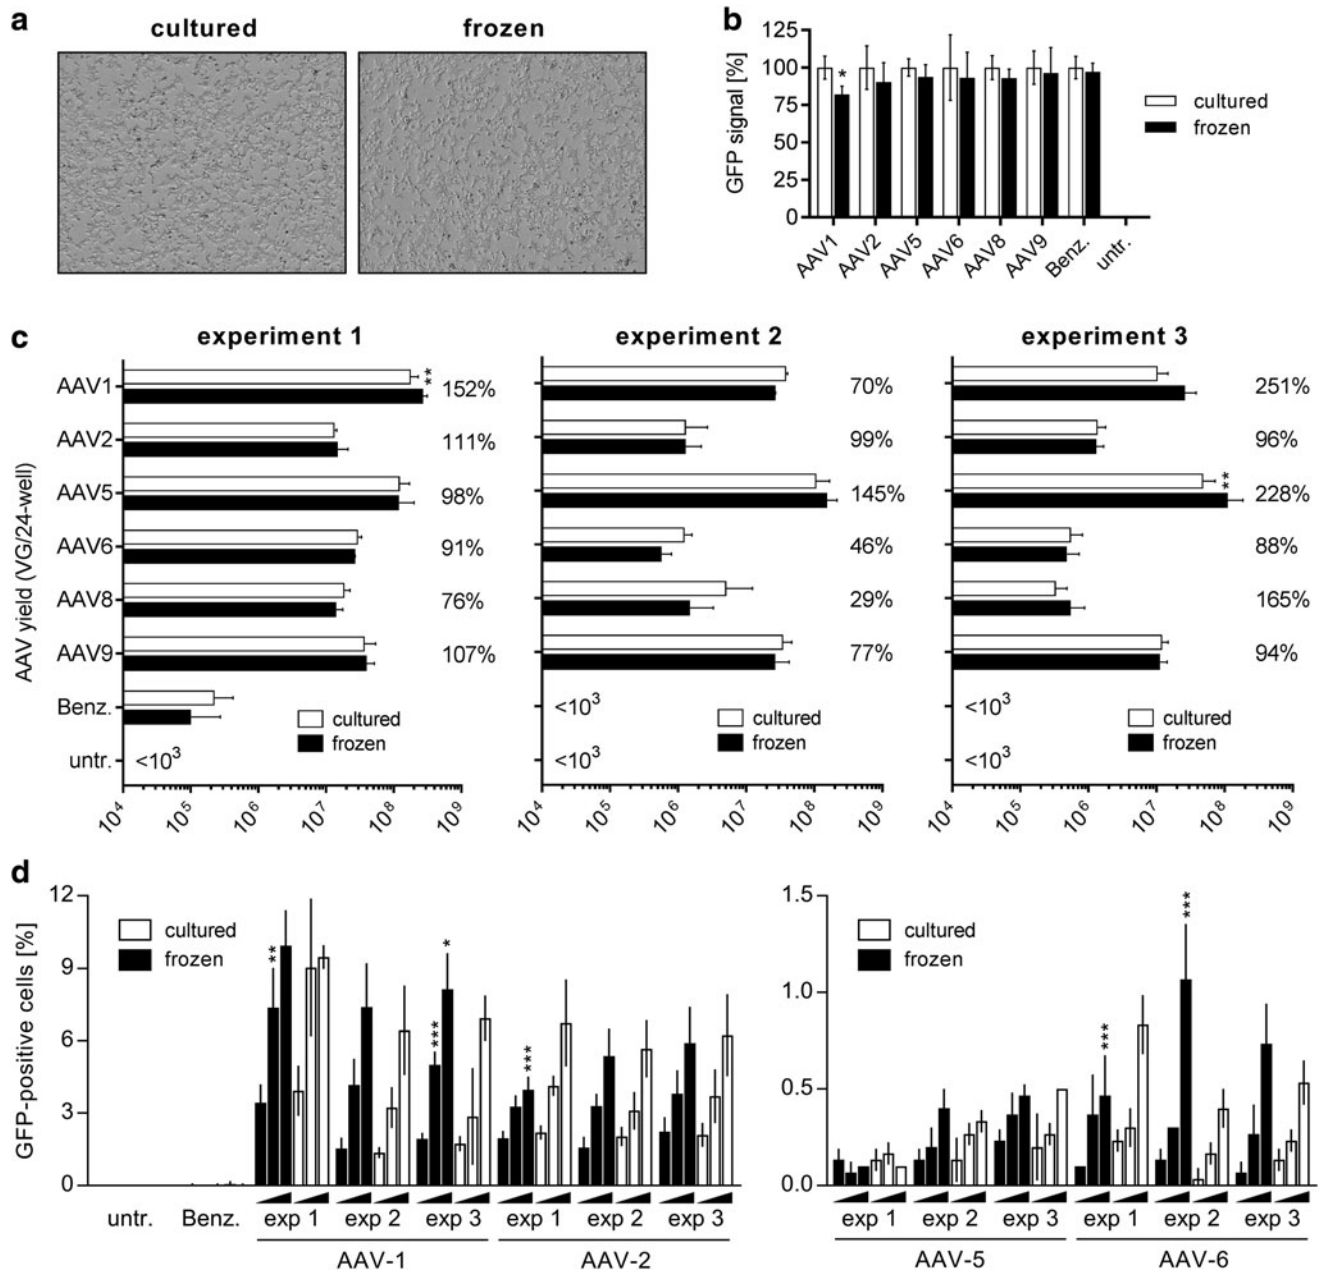 a
cultured
frozen
b
GFP signal [%]
125
100
75
50
25
0
*
AAV1
AAV2
AAV5
AAV6
AAV8
AAV9
Benz.
untr.
cultured
frozen
c
experiment 1
experiment 2
experiment 3
AAV yield (VG/24-well)
AAV1
AAV2
AAV5
AAV6
AAV8
AAV9
Benz.
untr.
**
152%
111%
98%
91%
76%
107%
<10³
cultured
frozen
10⁴ 10⁵ 10⁶ 10⁷ 10⁸ 10⁹
70%
99%
145%
46%
29%
77%
<10³
<10³
cultured
frozen
10⁴ 10⁵ 10⁶ 10⁷ 10⁸ 10⁹
251%
96%
**
228%
88%
165%
94%
<10³
<10³
cultured
frozen
10⁴ 10⁵ 10⁶ 10⁷ 10⁸ 10⁹
d
GFP-positive cells [%]
12
9
6
3
0
cultured
frozen
**
***
*
***
untr. Benz. exp 1 exp 2 exp 3 exp 1 exp 2 exp 3
AAV-1 AAV-2
1.5
1.0
0.5
0.0
cultured
frozen
***
***
exp 1 exp 2 exp 3 exp 1 exp 2 exp 3
AAV-5 AAV-6